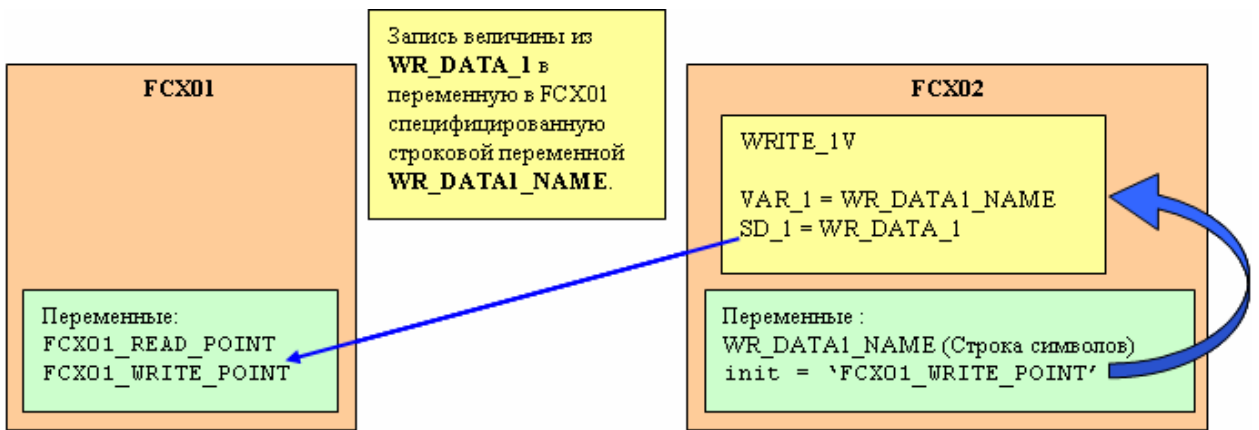 FCX01
Переменные:
FCX01_READ_POINT
FCX01_WRITE_POINT
Запись величины из
WR_DATA_1 в
переменную в FCX01
специфицированную
строковой переменной
WR_DATA1_NAME.
FCX02
WRITE_1V
VAR_1 = WR_DATA1_NAME
SD_1 = WR_DATA_1
Переменные :
WR_DATA1_NAME (Строка символов)
init = ‘FCX01_WRITE_POINT’